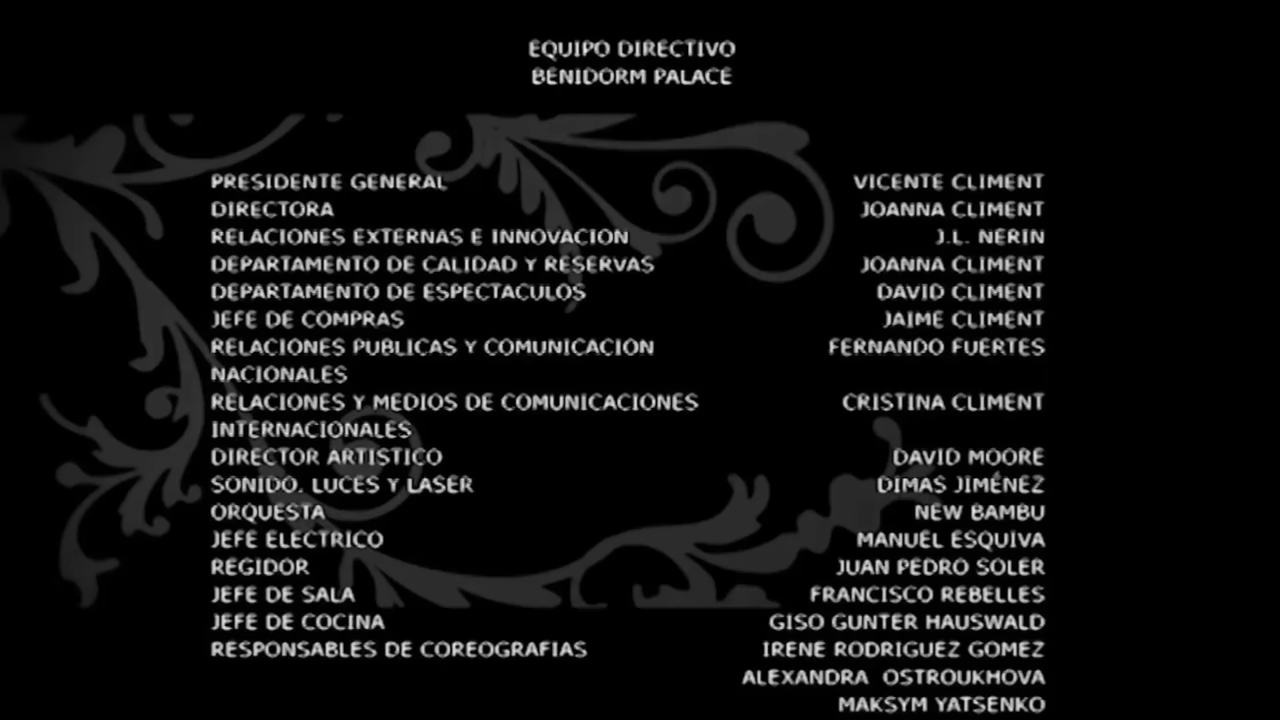 EQUIPO DIRECTIVO
BENIDORM PALACE
PRESIDENTE GENERAL VICENTE CLIMENT
DIRECTORA JOANNA CLIMENT
RELACIONES EXTERNAS E INNOVACION J.L. NERIN
DEPARTAMENTO DE CALIDAD Y RESERVAS JOANNA CLIMENT
DEPARTAMENTO DE ESPECTACULOS DAVID CLIMENT
JEFE DE COMPRAS JAIME CLIMENT
RELACIONES PUBLICAS Y COMUNICACION FERNANDO FUERTES
NACIONALES
RELACIONES Y MEDIOS DE COMUNICACIONES CRISTINA CLIMENT
INTERNACIONALES
DIRECTOR ARTISTICO DAVID MOORE
SONIDO, LUCES Y LASER DIMAS JIMÉNEZ
ORQUESTA NEW BAMBU
JEFE ELECTRICO MANUEL ESQUIVA
REGIDOR JUAN PEDRO SOLER
JEFE DE SALA FRANCISCO REBELLES
JEFE DE COCINA GISO GUNTER HAUSWALD
RESPONSABLES DE COREOGRAFIAS IRENE RODRIGUEZ GOMEZ
ALEXANDRA OSTROUKHOVA
MAKSYM YATSENKO